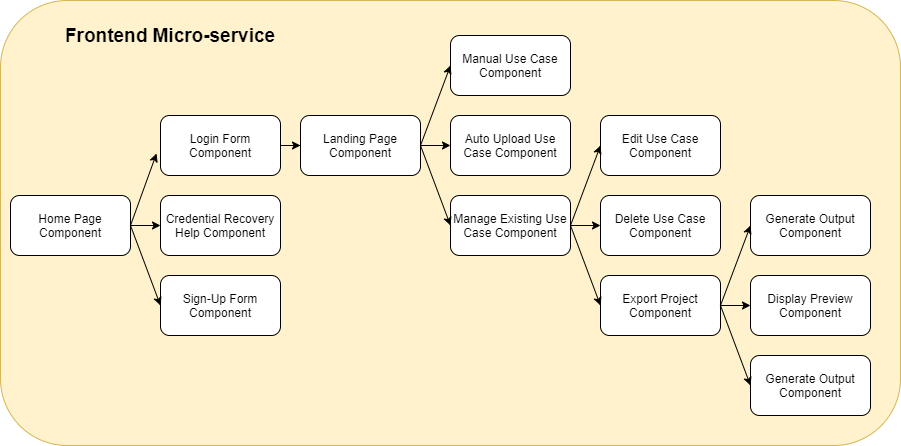 Frontend Micro-service
Home Page
Component
Login Form
Component
Credential Recovery
Help Component
Sign-Up Form
Component
Landing Page
Component
Manual Use Case
Component
Auto Upload Use
Case Component
Manage Existing Use
Case Component
Edit Use Case
Component
Delete Use Case
Component
Export Project
Component
Generate Output
Component
Display Preview
Component
Generate Output
Component